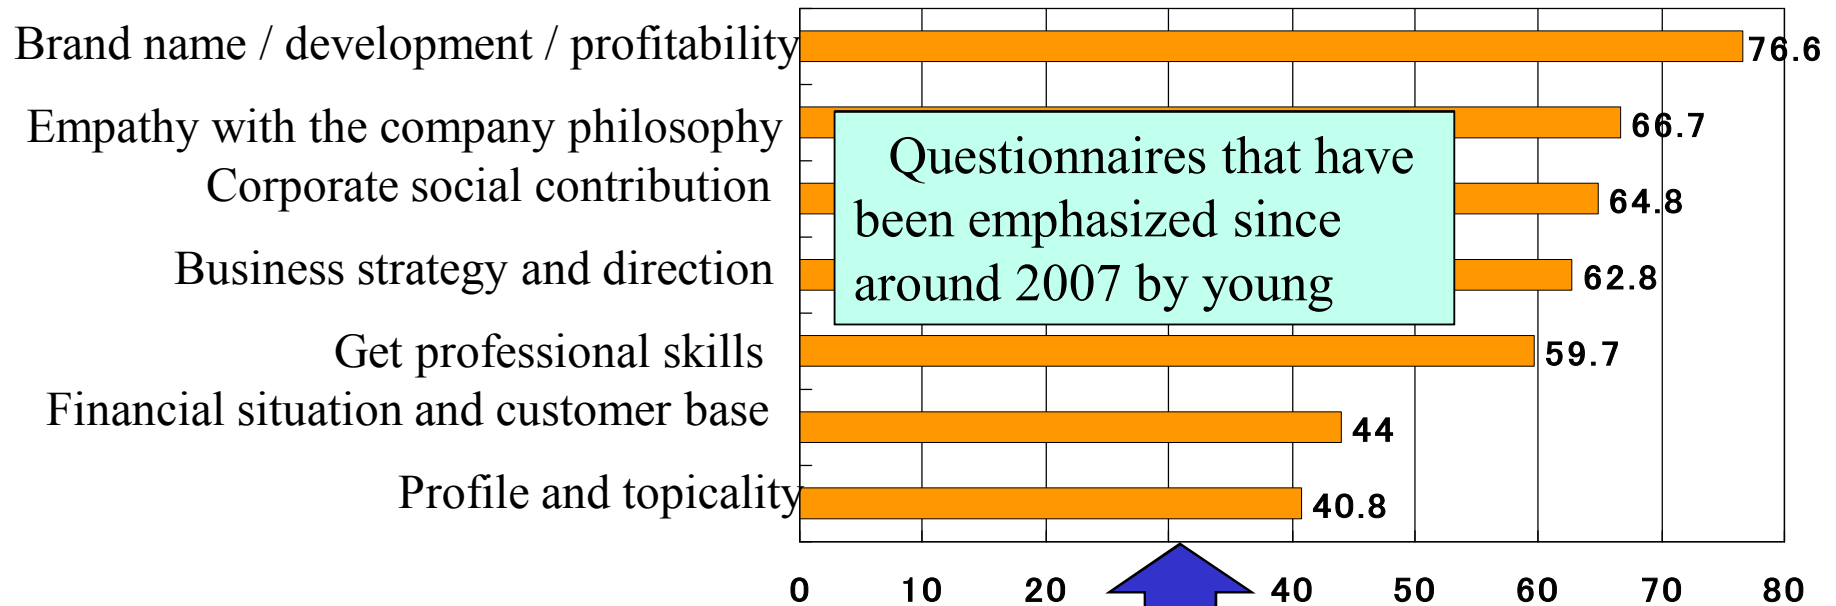 Brand name / development / profitability 76.6
Empathy with the company philosophy 66.7
Corporate social contribution 64.8
Business strategy and direction 62.8
Get professional skills 59.7
Financial situation and customer base 44
Profile and topicality 40.8
Questionnaires that have
been emphasized since
around 2007 by young
0 10 20 40 50 60 70 80